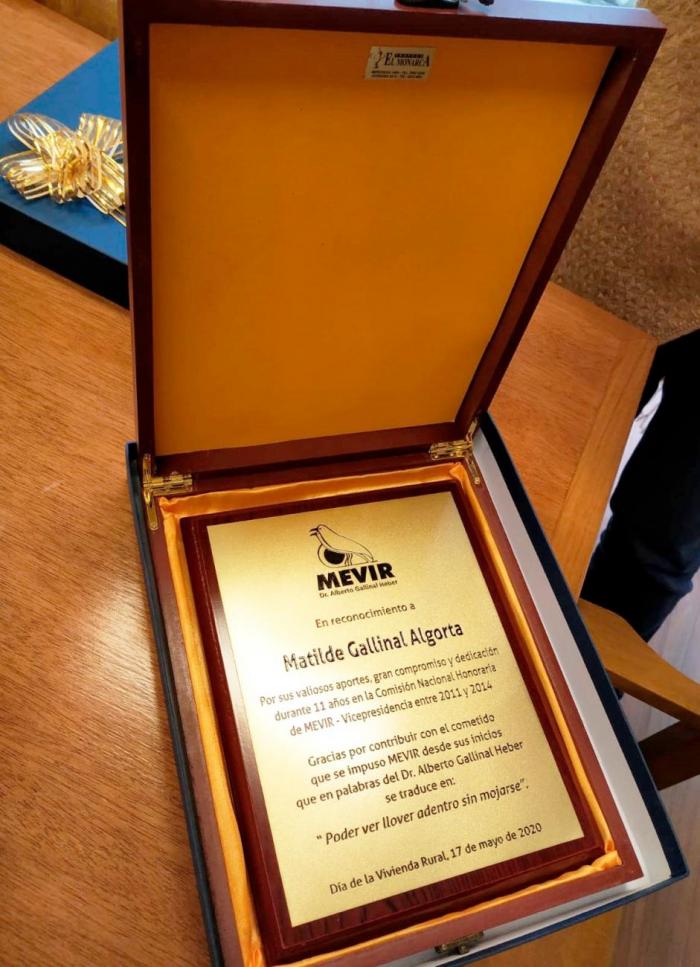 EL MONARCA
MEVIR
Dr. Alberto Gallinal Heber
En reconocimiento a
Matilde Gallinal Algorta
Por sus valiosos aportes, gran compromiso y dedicación
durante 11 años en la Comisión Nacional Honoraria
de MEVIR - Vicepresidencia entre 2011 y 2014
Gracias por contribuir con el cometido
que se impuso MEVIR desde sus inicios
que en palabras del Dr. Alberto Gallinal Heber
se traduce en:
“ Poder ver llover adentro sin mojarse”.
Día de la Vivienda Rural, 17 de mayo de 2020